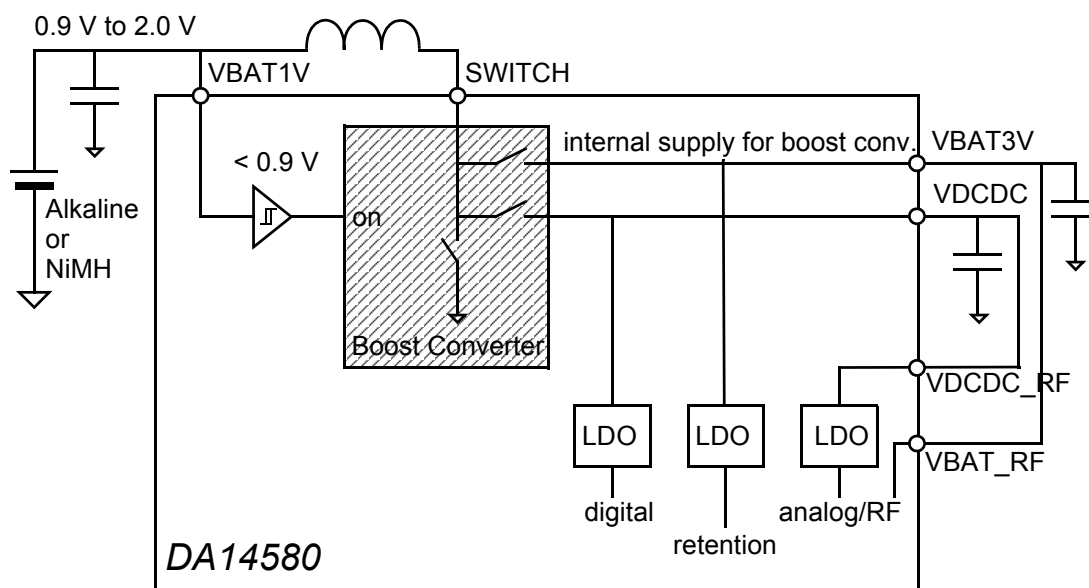 0.9 V to 2.0 V
VBAT1V
SWITCH
internal supply for boost conv.
VBAT3V
< 0.9 V
VDCDC
Alkaline
or
NiMH
on
Boost Converter
VDCDC_RF
LDO
LDO
LDO
VBAT_RF
digital
analog/RF
retention
DA14580